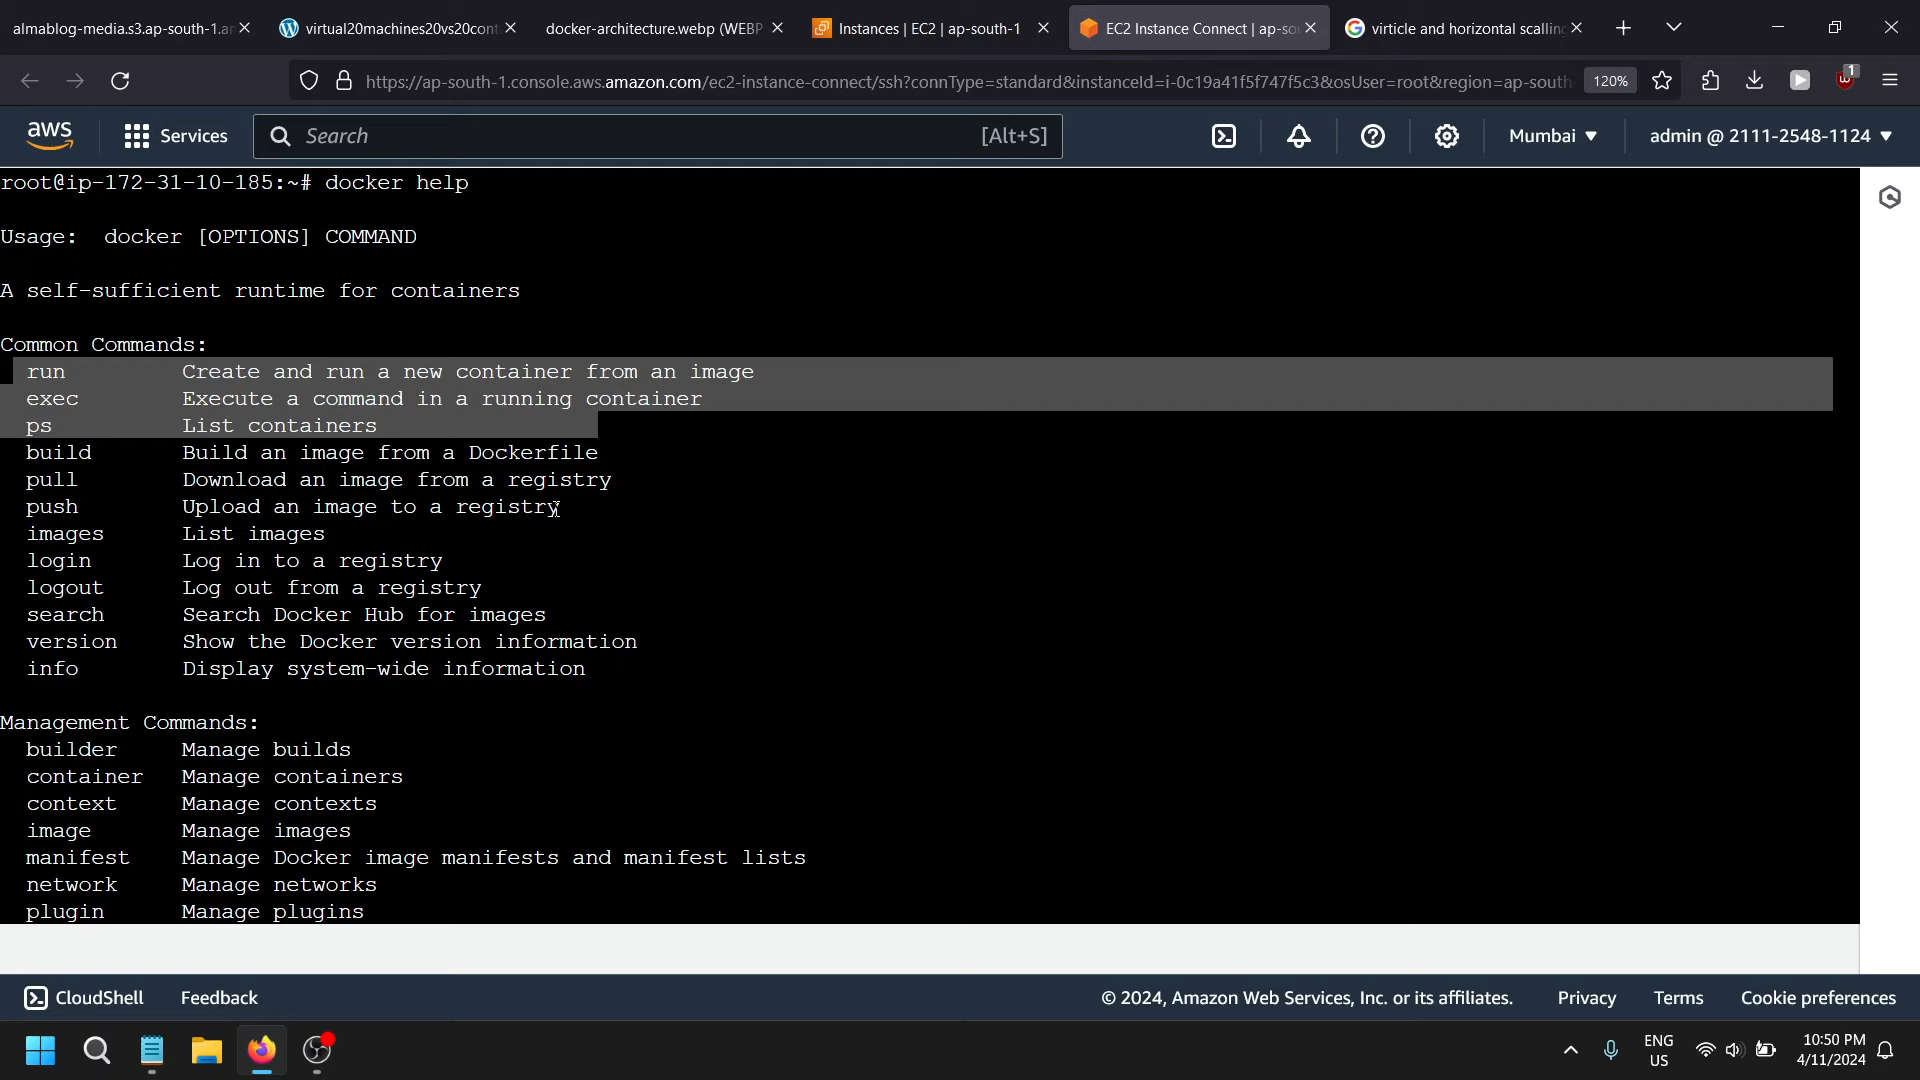 almablog-media.s3.ap-south-1.ar
virtual20machines20vs20cont
docker-architecture.webp (WEBP
Instances | EC2 | ap-south-1
EC2 Instance Connect | ap-sou
virticle and horizontal scalling
https://ap-south-1.console.aws.amazon.com/ec2-instance-connect/ssh?connType=standard&instanceId=i-0c19a41f5f747f5c3&osUser=root&region=ap-south-
120%
1
aws
Services
Search
[Alt+S]
Mumbai
admin @ 2111-2548-1124
root@ip-172-31-10-185:~# docker help
Usage:  docker [OPTIONS] COMMAND
A self-sufficient runtime for containers
Common Commands:
run         Create and run a new container from an image
exec        Execute a command in a running container
ps          List containers
build       Build an image from a Dockerfile
pull        Download an image from a registry
push        Upload an image to a registry
images      List images
login       Log in to a registry
logout      Log out from a registry
search      Search Docker Hub for images
version     Show the Docker version information
info        Display system-wide information
Management Commands:
builder     Manage builds
container   Manage containers
context     Manage contexts
image       Manage images
manifest    Manage Docker image manifests and manifest lists
network     Manage networks
plugin      Manage plugins
CloudShell
Feedback
© 2024, Amazon Web Services, Inc. or its affiliates.
Privacy
Terms
Cookie preferences
ENG
US
10:50 PM
4/11/2024